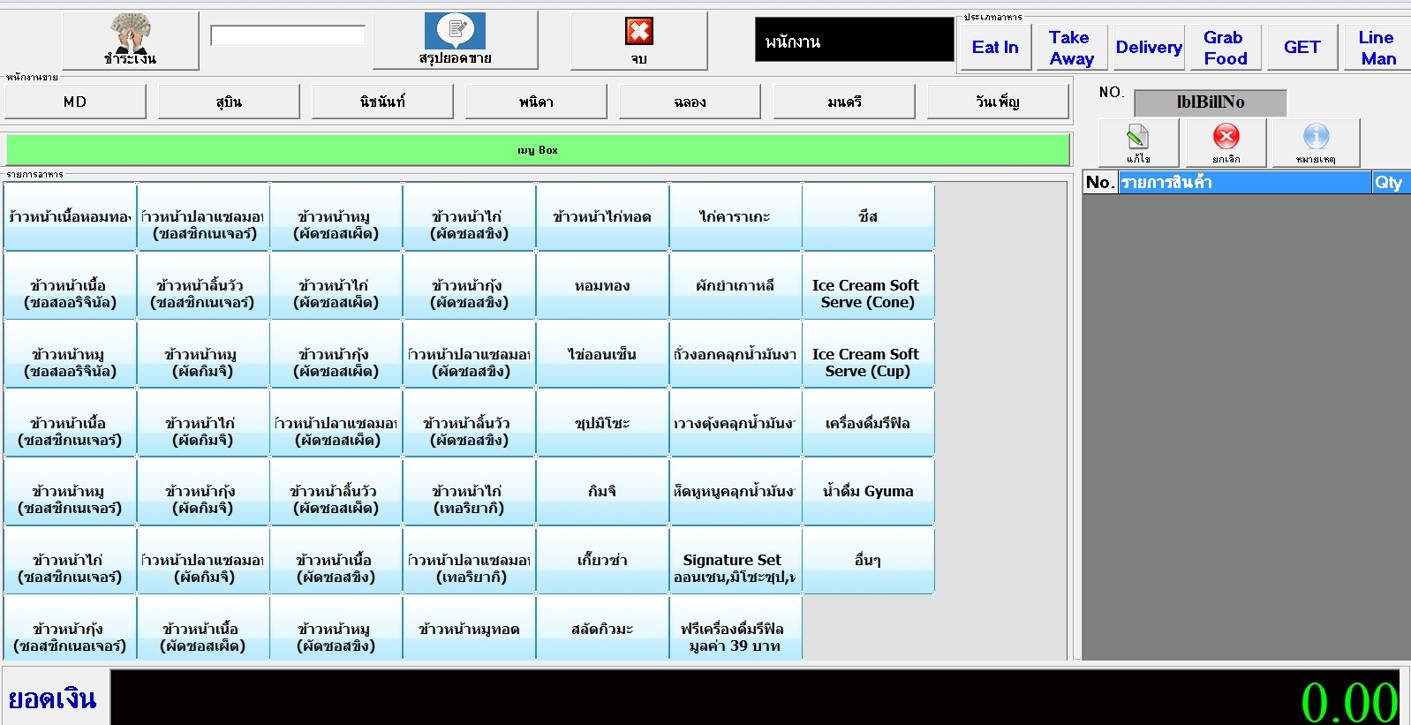 ประเภทอาหาร
ชำระเงิน
สรุปยอดขาย
จบ
พนักงาน
Eat In
Take
Away
Delivery
Grab
Food
GET
Line
Man
พนักงานขาย
MD
สุบิน
นิชนันท์
พนิดา
ฉลอง
มนตรี
วันเพ็ญ
NO.
lblBillNo
แก้ไข
ยกเลิก
หมายเหตุ
เมนู Box
รายการอาหาร
No.
รายการสินค้า
Qty
ข้าวหน้าเนื้อหอมทอง
ข้าวหน้าปลาแซลมอน
(ซอสซิกเนเจอร์)
ข้าวหน้าหมู
(ผัดซอสเผ็ด)
ข้าวหน้าไก่
(ผัดซอสขิง)
ข้าวหน้าไก่ทอด
ไก่คาราเกะ
ชีส
ข้าวหน้าเนื้อ
(ซอสออริจินัล)
ข้าวหน้าลิ้นวัว
(ซอสซิกเนเจอร์)
ข้าวหน้าไก่
(ผัดซอสเผ็ด)
ข้าวหน้ากุ้ง
(ผัดซอสขิง)
หอมทอง
ผักยำเกาหลี
Ice Cream Soft
Serve (Cone)
ข้าวหน้าหมู
(ซอสออริจินัล)
ข้าวหน้าหมู
(ผัดกิมจิ)
ข้าวหน้ากุ้ง
(ผัดซอสเผ็ด)
ข้าวหน้าปลาแซลมอน
(ผัดซอสขิง)
ไข่ออนเซ็น
ถั่วงอกคลุกน้ำมันงา
Ice Cream Soft
Serve (Cup)
ข้าวหน้าเนื้อ
(ซอสซิกเนเจอร์)
ข้าวหน้าไก่
(ผัดกิมจิ)
ข้าวหน้าปลาแซลมอน
(ผัดซอสเผ็ด)
ข้าวหน้าลิ้นวัว
(ผัดซอสขิง)
ซุปมิโซะ
กวางตุ้งคลุกน้ำมันงา
เครื่องดื่มรีฟิล
ข้าวหน้าหมู
(ซอสซิกเนเจอร์)
ข้าวหน้ากุ้ง
(ผัดกิมจิ)
ข้าวหน้าลิ้นวัว
(ผัดซอสเผ็ด)
ข้าวหน้าไก่
(เทอริยากิ)
กิมจิ
เห็ดหูหนูคลุกน้ำมันงา
น้ำดื่ม Gyuma
ข้าวหน้าไก่
(ซอสซิกเนเจอร์)
ข้าวหน้าปลาแซลมอน
(ผัดกิมจิ)
ข้าวหน้าเนื้อ
(ผัดซอสขิง)
ข้าวหน้าปลาแซลมอน
(เทอริยากิ)
เกี๊ยวซ่า
Signature Set
ออนเซน,มิโซะซุป,
อื่นๆ
ข้าวหน้ากุ้ง
(ซอสซิกเนอเจอร์)
ข้าวหน้าเนื้อ
(ผัดซอสเผ็ด)
ข้าวหน้าหมู
(ผัดซอสขิง)
ข้าวหน้าหมูทอด
สลัดกิวมะ
ฟรีเครื่องดื่มรีฟิล
มูลค่า 39 บาท
ยอดเงิน
0.00